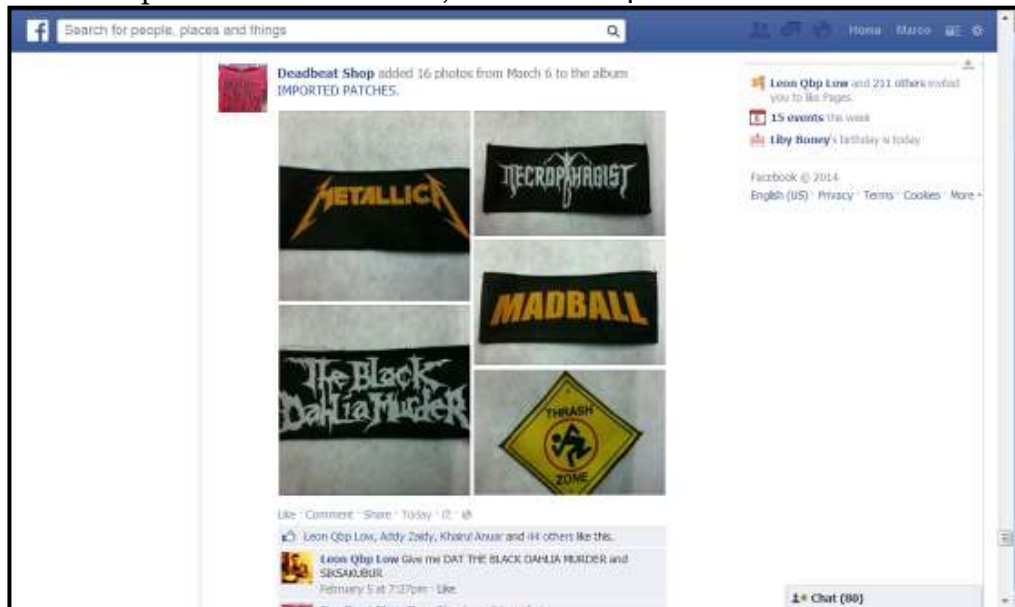 Search for people, places and things
Home Marco
Deadbeat Shop added 16 photos from March 6 to the album
IMPORTED PATCHES.
METALLICA
NECROPHAGIST
MADBALL
The Black
Dahlia Murder
THRASH
ZONE
Like · Comment · Share · Today
Leon Qbp Low, Addy Zaidy, Khairul Anuar and 44 others like this.
Leon Qbp Low Give me DAT THE BLACK DAHLIA MURDER and
SIKSAKUBUR
February 5 at 7:27pm · Like
Leon Qbp Low and 211 others invited
you to like Pages.
15 events this week
Liby Boney's birthday is today
Facebook © 2014
English (US) · Privacy · Terms · Cookies · More
Chat (80)